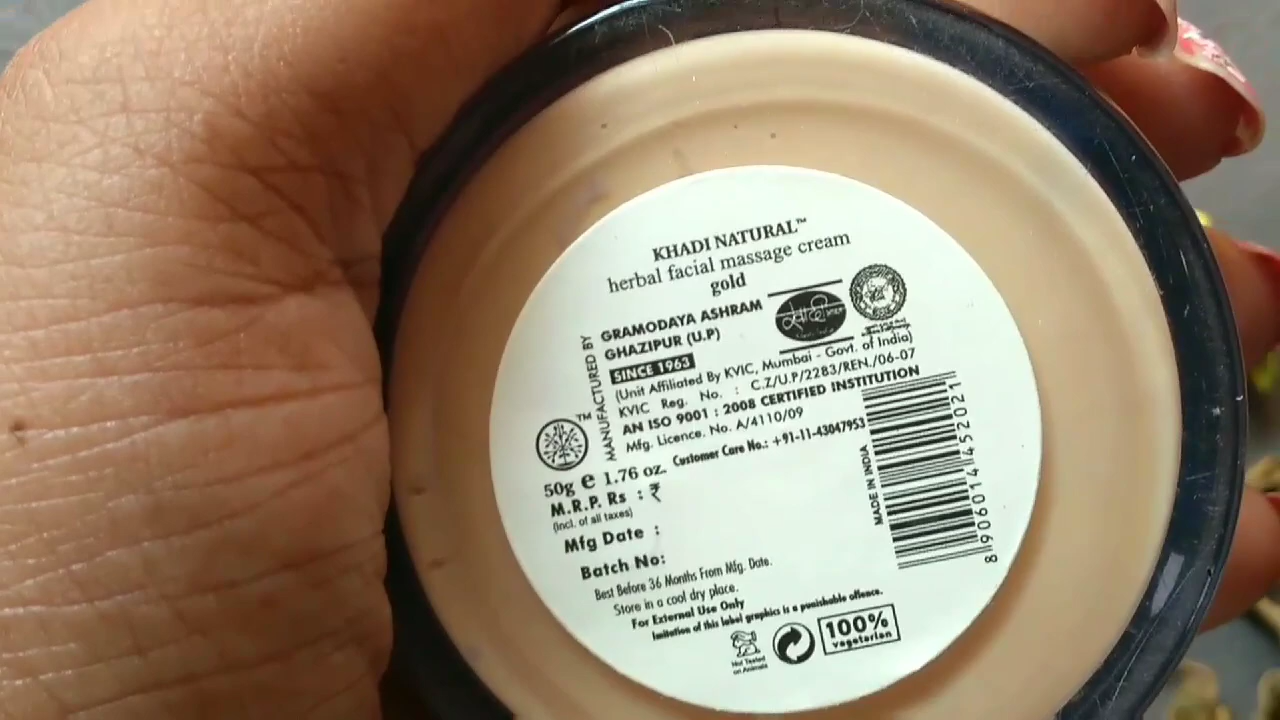 KHADI NATURAL™
herbal facial massage cream
gold
MANUFACTURED BY
GRAMODAYA ASHRAM
GHAZIPUR (U.P)
SINCE 1963
(Unit Affiliated By KVIC, Mumbai - Govt. of India)
KVIC Reg. No. : C.Z/U.P/2283/REN./06-07
AN ISO 9001 : 2008 CERTIFIED INSTITUTION
Mfg. Licence. No. A/4110/09
Customer Care No.: +91-11-43047953
TM
50g e 1.76 oz.
M.R.P. Rs : ₹
(incl. of all taxes)
Mfg Date :
Batch No:
Best Before 36 Months From Mfg. Date.
Store in a cool dry place.
For External Use Only
Imitation of this label graphics is a punishable offence.
Not Tested
on Animals
100%
vegetarian
MADE IN INDIA
8906014452021
खादी